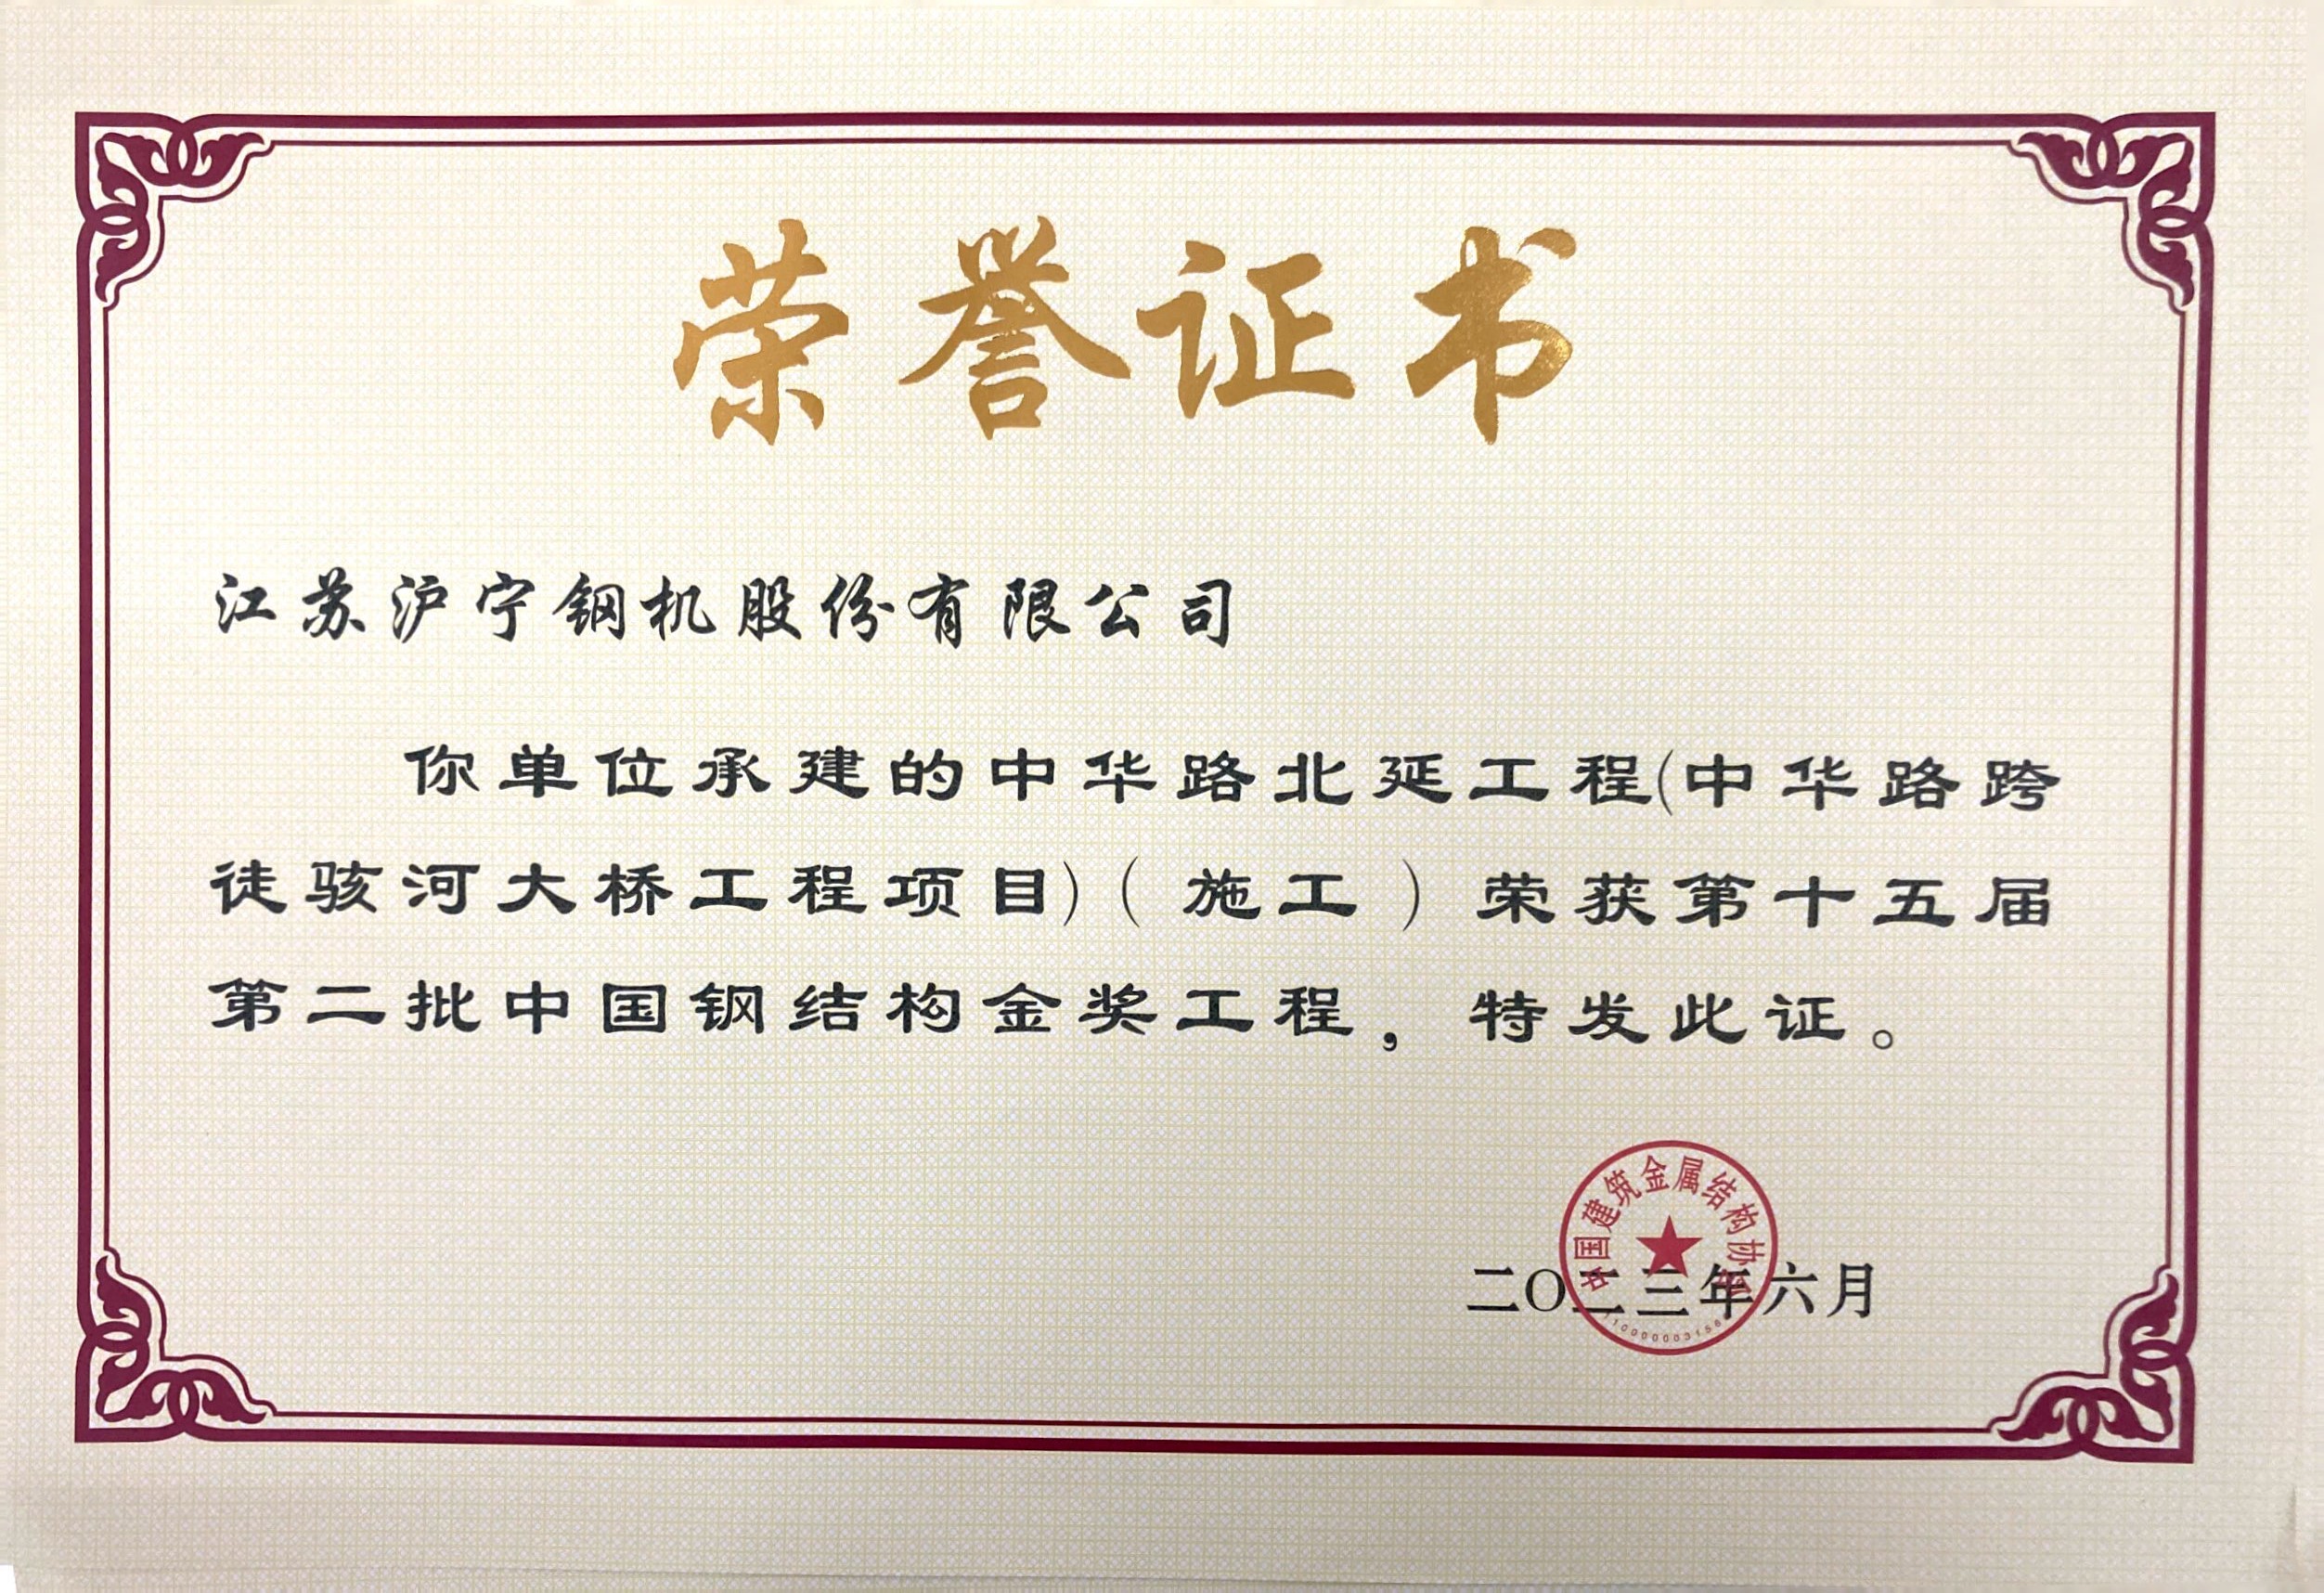 荣誉证书
江苏沪宁钢机股份有限公司
你单位承建的中华路北延工程(中华路跨
徒骇河大桥工程项目)(施工)荣获第十五届
第二批中国钢结构金奖工程，特发此证。
中国建筑金属结构协会
二〇二三年六月